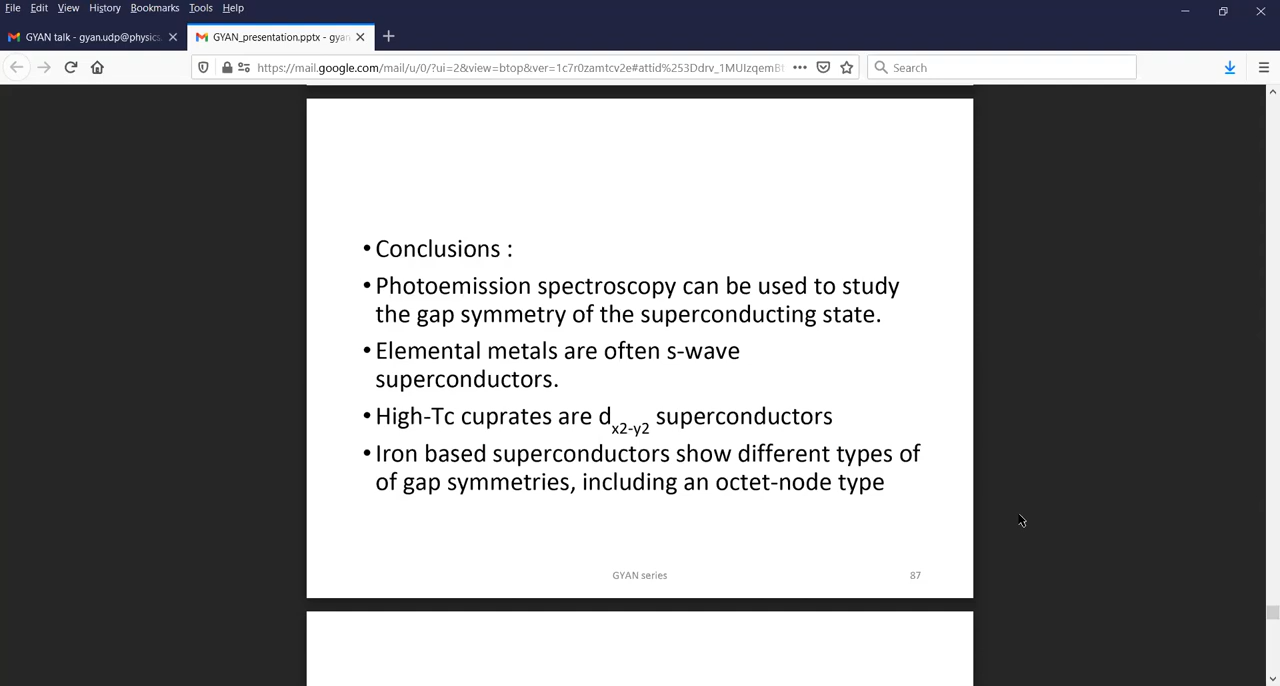 File Edit View History Bookmarks Tools Help
GYAN talk - gyan.udp@physics.
GYAN_presentation.pptx - gyan
https://mail.google.com/mail/u/0/?ui=2&view=btop&ver=1c7r0zamtcv2e#attid%253Ddrv_1MUIzqemBt
Search
• Conclusions :
• Photoemission spectroscopy can be used to study
the gap symmetry of the superconducting state.
• Elemental metals are often s-wave
superconductors.
• High-Tc cuprates are dx2-y2 superconductors
• Iron based superconductors show different types of
of gap symmetries, including an octet-node type
GYAN series
87